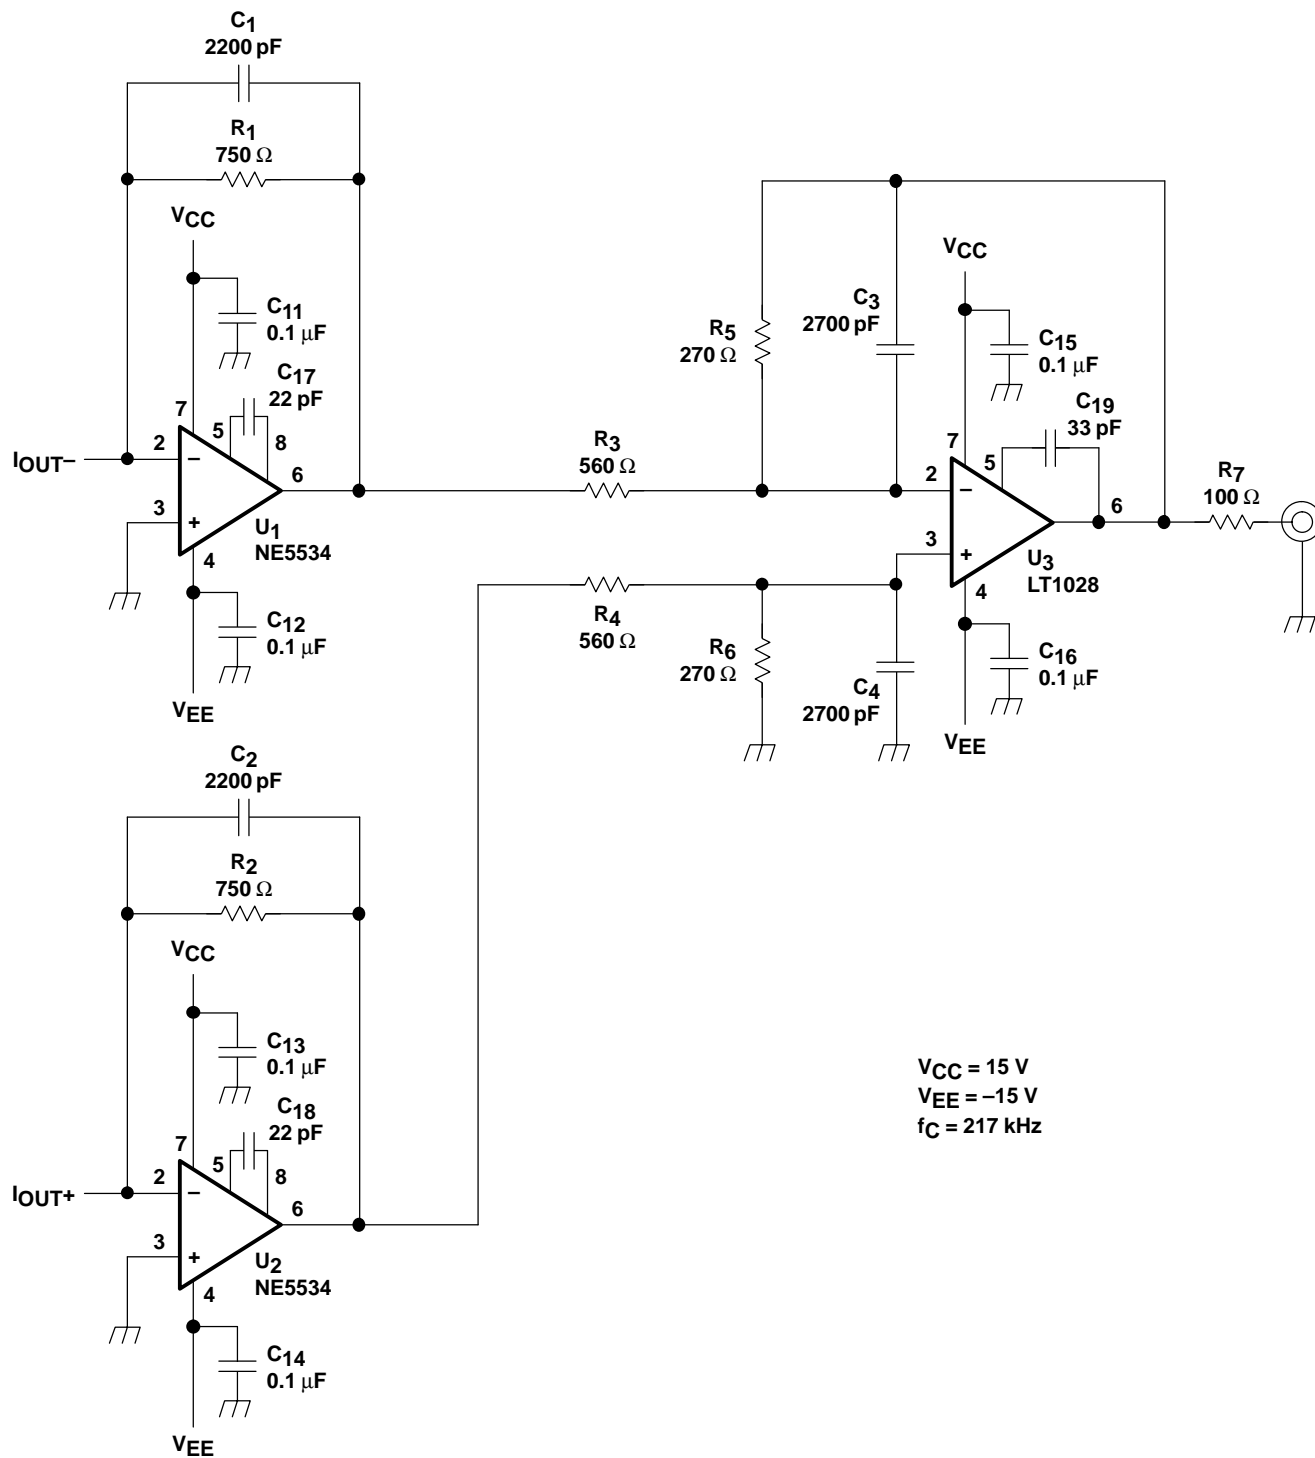 C1
2200 pF
R1
750 Ω
VCC
C11
0.1 μF
C17
22 pF
7
5
8
IOUT–
2
–
6
3
+
U1
NE5534
4
C12
0.1 μF
VEE
R3
560 Ω
R5
270 Ω
C3
2700 pF
VCC
C15
0.1 μF
C19
33 pF
7
5
2
–
6
3
+
U3
LT1028
4
R7
100 Ω
R4
560 Ω
R6
270 Ω
C4
2700 pF
C16
0.1 μF
VEE
C2
2200 pF
R2
750 Ω
VCC
C13
0.1 μF
C18
22 pF
7
5
8
IOUT+
2
–
6
3
+
U2
NE5534
4
C14
0.1 μF
VEE
VCC = 15 V
VEE = –15 V
fC = 217 kHz